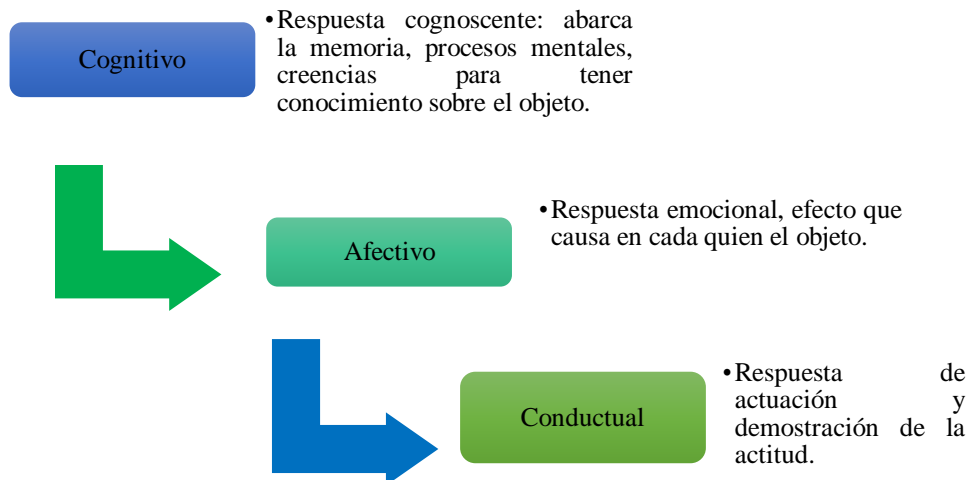 Cognitivo
•Respuesta cognoscente: abarca
la memoria, procesos mentales,
creencias para tener
conocimiento sobre el objeto.
Afectivo
•Respuesta emocional, efecto que
causa en cada quien el objeto.
Conductual
•Respuesta de
actuación y
demostración de la
actitud.